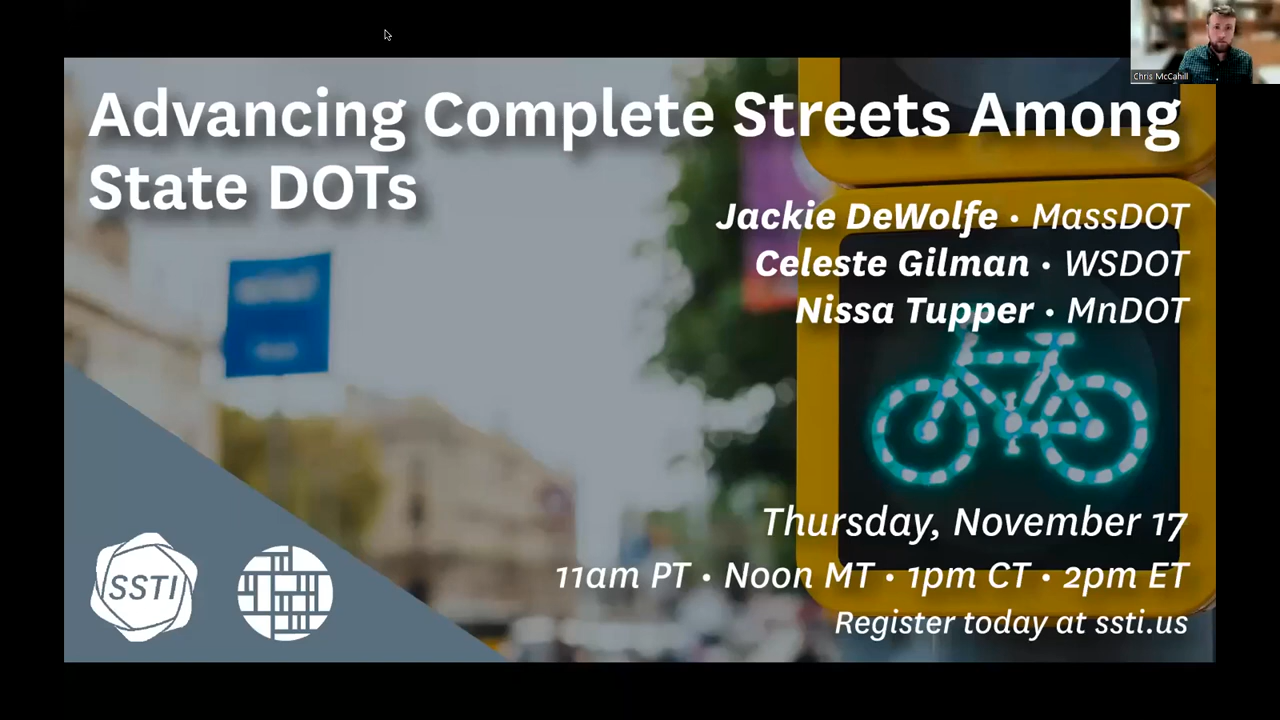 Chris McCahill
Advancing Complete Streets Among
State DOTs
Jackie DeWolfe • MassDOT
Celeste Gilman • WSDOT
Nissa Tupper • MnDOT
Thursday, November 17
11am PT • Noon MT • 1pm CT • 2pm ET
Register today at ssti.us
SSTI